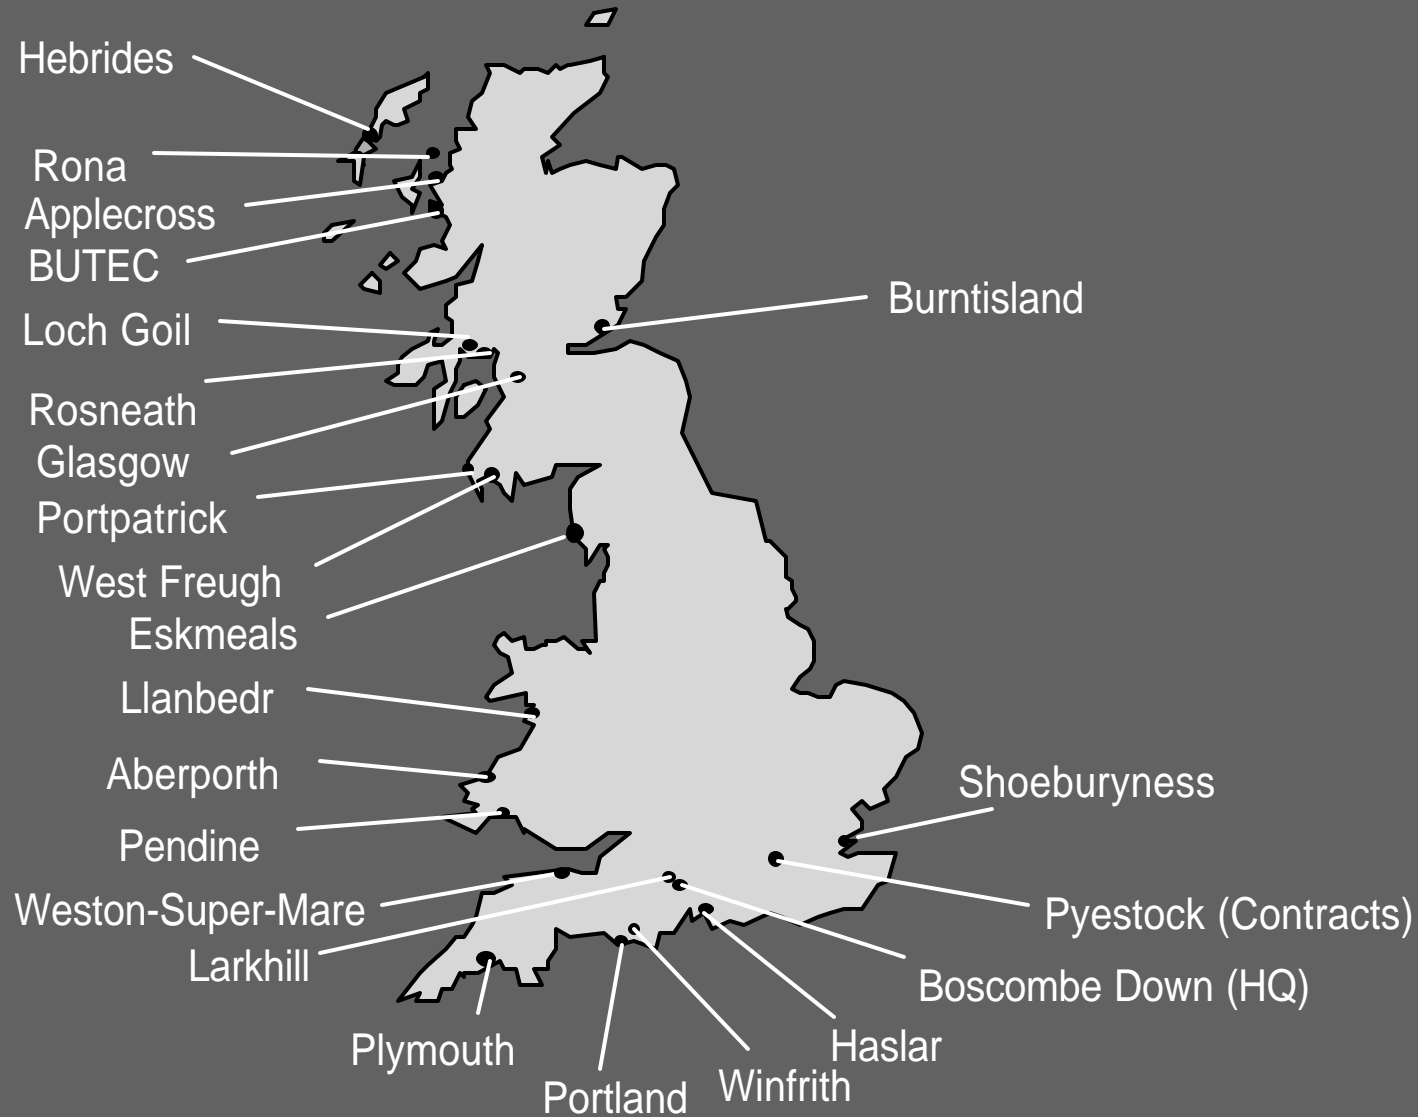 Hebrides
Rona
Applecross
BUTEC
Loch Goil
Rosneath
Glasgow
Portpatrick
West Freugh
Eskmeals
Llanbedr
Aberporth
Pendine
Weston-Super-Mare
Larkhill
Plymouth
Portland
Winfrith
Haslar
Boscombe Down (HQ)
Pyestock (Contracts)
Shoeburyness
Burntisland